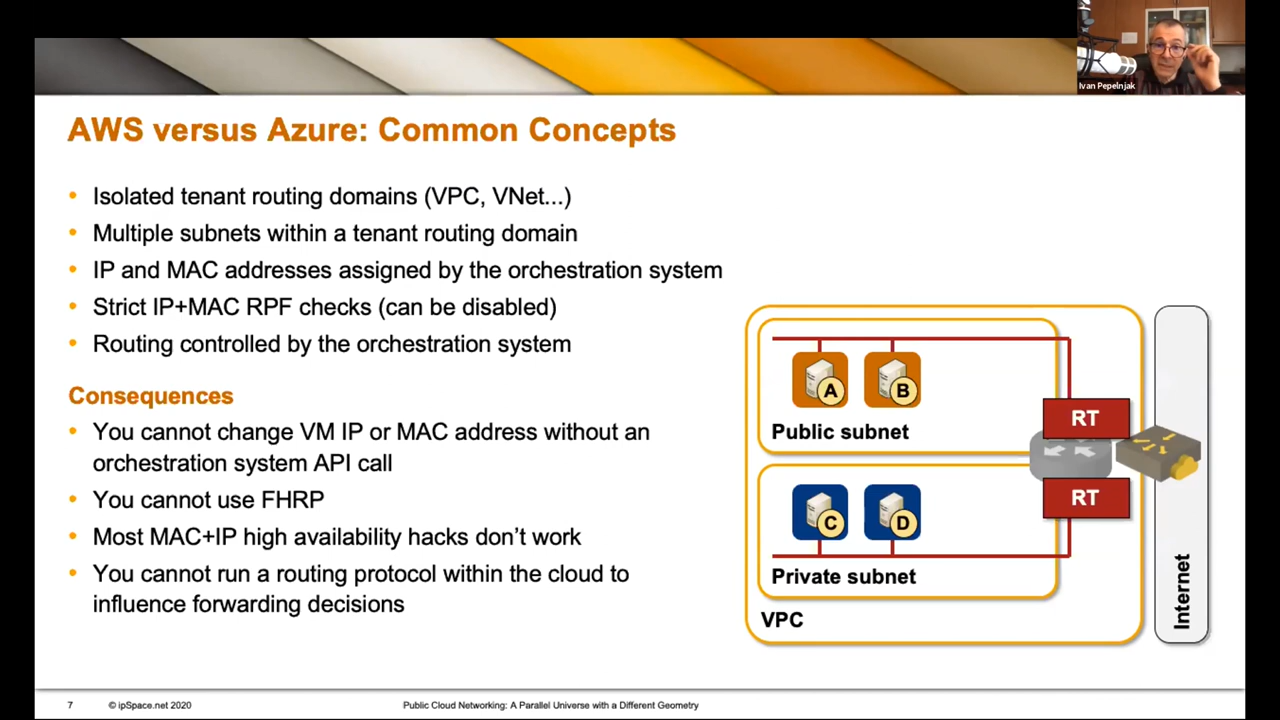 Ivan Pepelnjak
AWS versus Azure: Common Concepts
• Isolated tenant routing domains (VPC, VNet...)
• Multiple subnets within a tenant routing domain
• IP and MAC addresses assigned by the orchestration system
• Strict IP+MAC RPF checks (can be disabled)
• Routing controlled by the orchestration system
Consequences
• You cannot change VM IP or MAC address without an
orchestration system API call
• You cannot use FHRP
• Most MAC+IP high availability hacks don’t work
• You cannot run a routing protocol within the cloud to
influence forwarding decisions
A
B
Public subnet
RT
RT
C
D
Private subnet
VPC
Internet
7
© ipSpace.net 2020
Public Cloud Networking: A Parallel Universe with a Different Geometry